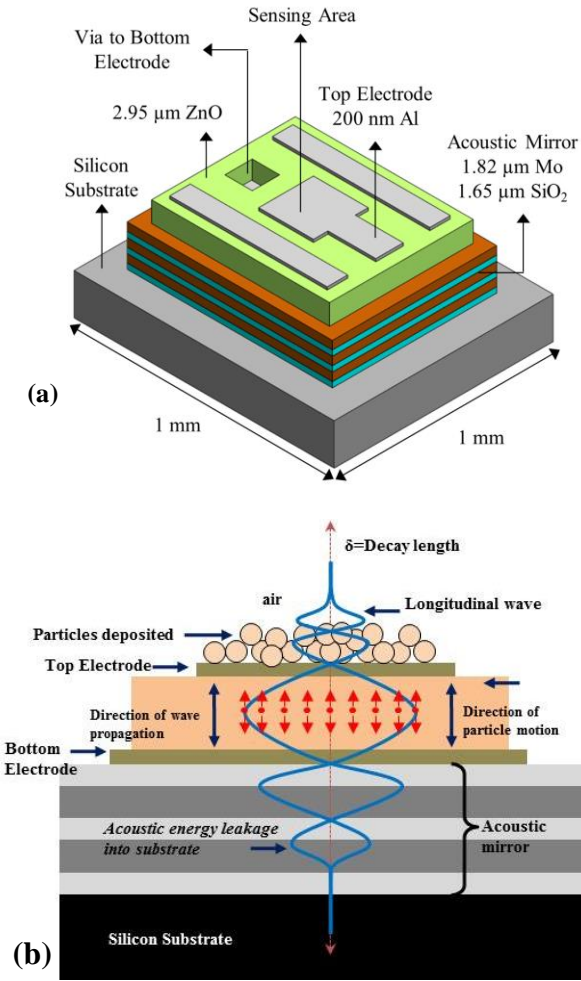 Sensing Area
Via to Bottom
Electrode
Top Electrode
200 nm Al
2.95 µm ZnO
Acoustic Mirror
1.82 µm Mo
1.65 µm SiO₂
Silicon
Substrate
(a)
1 mm
1 mm
δ=Decay length
air
Longitudinal wave
Particles deposited
Top Electrode
Direction of wave
propagation
Direction of
particle motion
Bottom
Electrode
Acoustic energy leakage
into substrate
Acoustic
mirror
Silicon Substrate
(b)